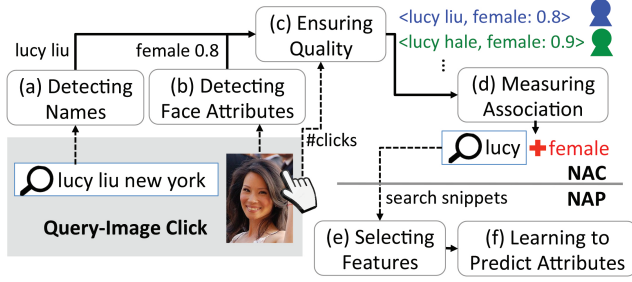 lucy liu
female 0.8
(c) Ensuring
Quality
<lucy liu, female: 0.8>
<lucy hale, female: 0.9>
⋮
(a) Detecting
Names
(b) Detecting
Face Attributes
(d) Measuring
Association
#clicks
lucy liu new york
Query-Image Click
lucy + female
NAC
NAP
search snippets
(e) Selecting
Features
(f) Learning to
Predict Attributes